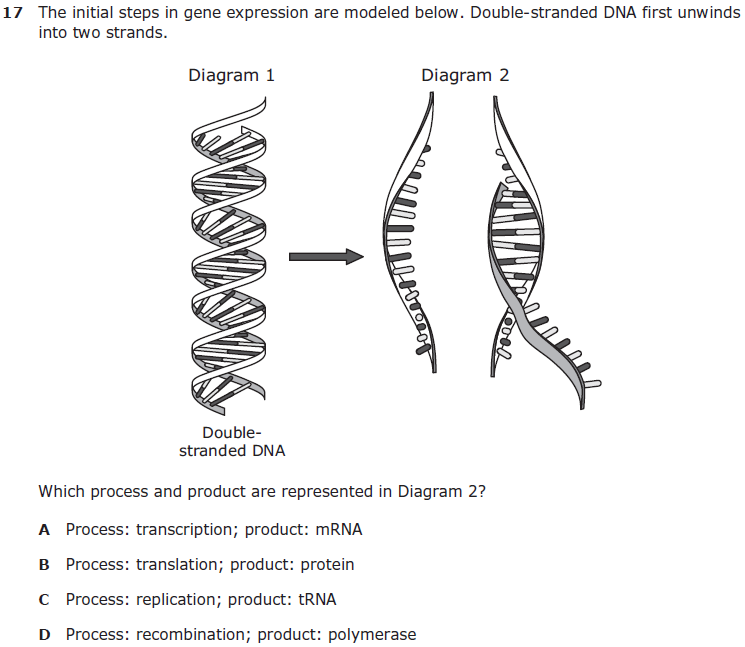 17 The initial steps in gene expression are modeled below. Double-stranded DNA first unwinds
into two strands.
Diagram 1
Diagram 2
Double-
stranded DNA
Which process and product are represented in Diagram 2?
A Process: transcription; product: mRNA
B Process: translation; product: protein
C Process: replication; product: tRNA
D Process: recombination; product: polymerase